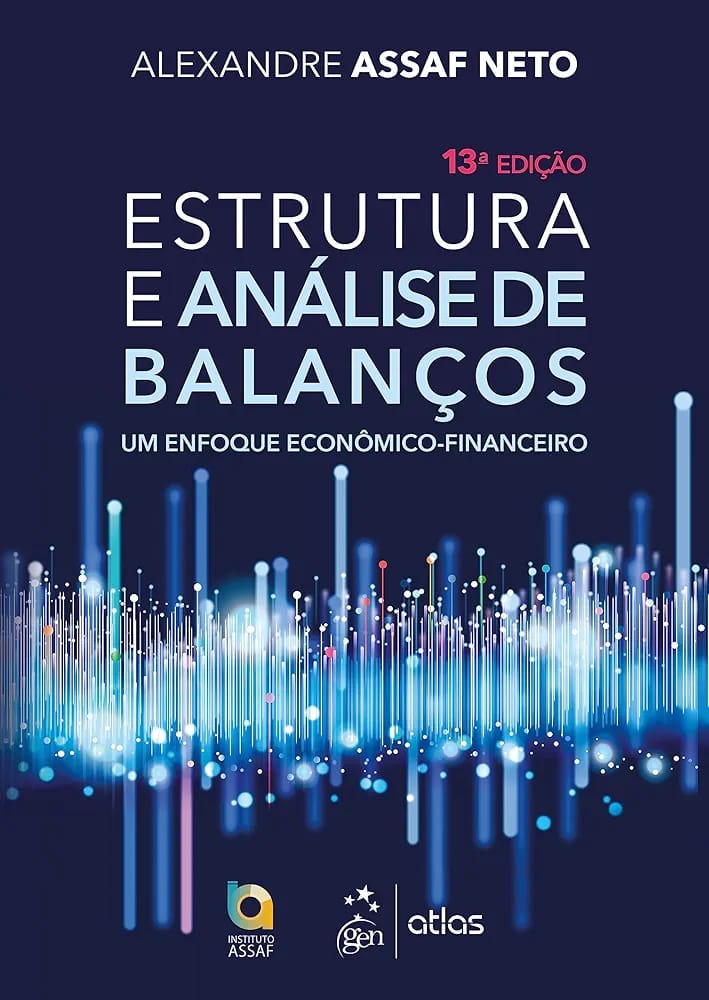 ALEXANDRE ASSAF NETO
13ª EDIÇÃO
ESTRUTURA
E ANÁLISE DE
BALANÇOS
UM ENFOQUE ECONÔMICO-FINANCEIRO
INSTITUTO
ASSAF
gen
atlas